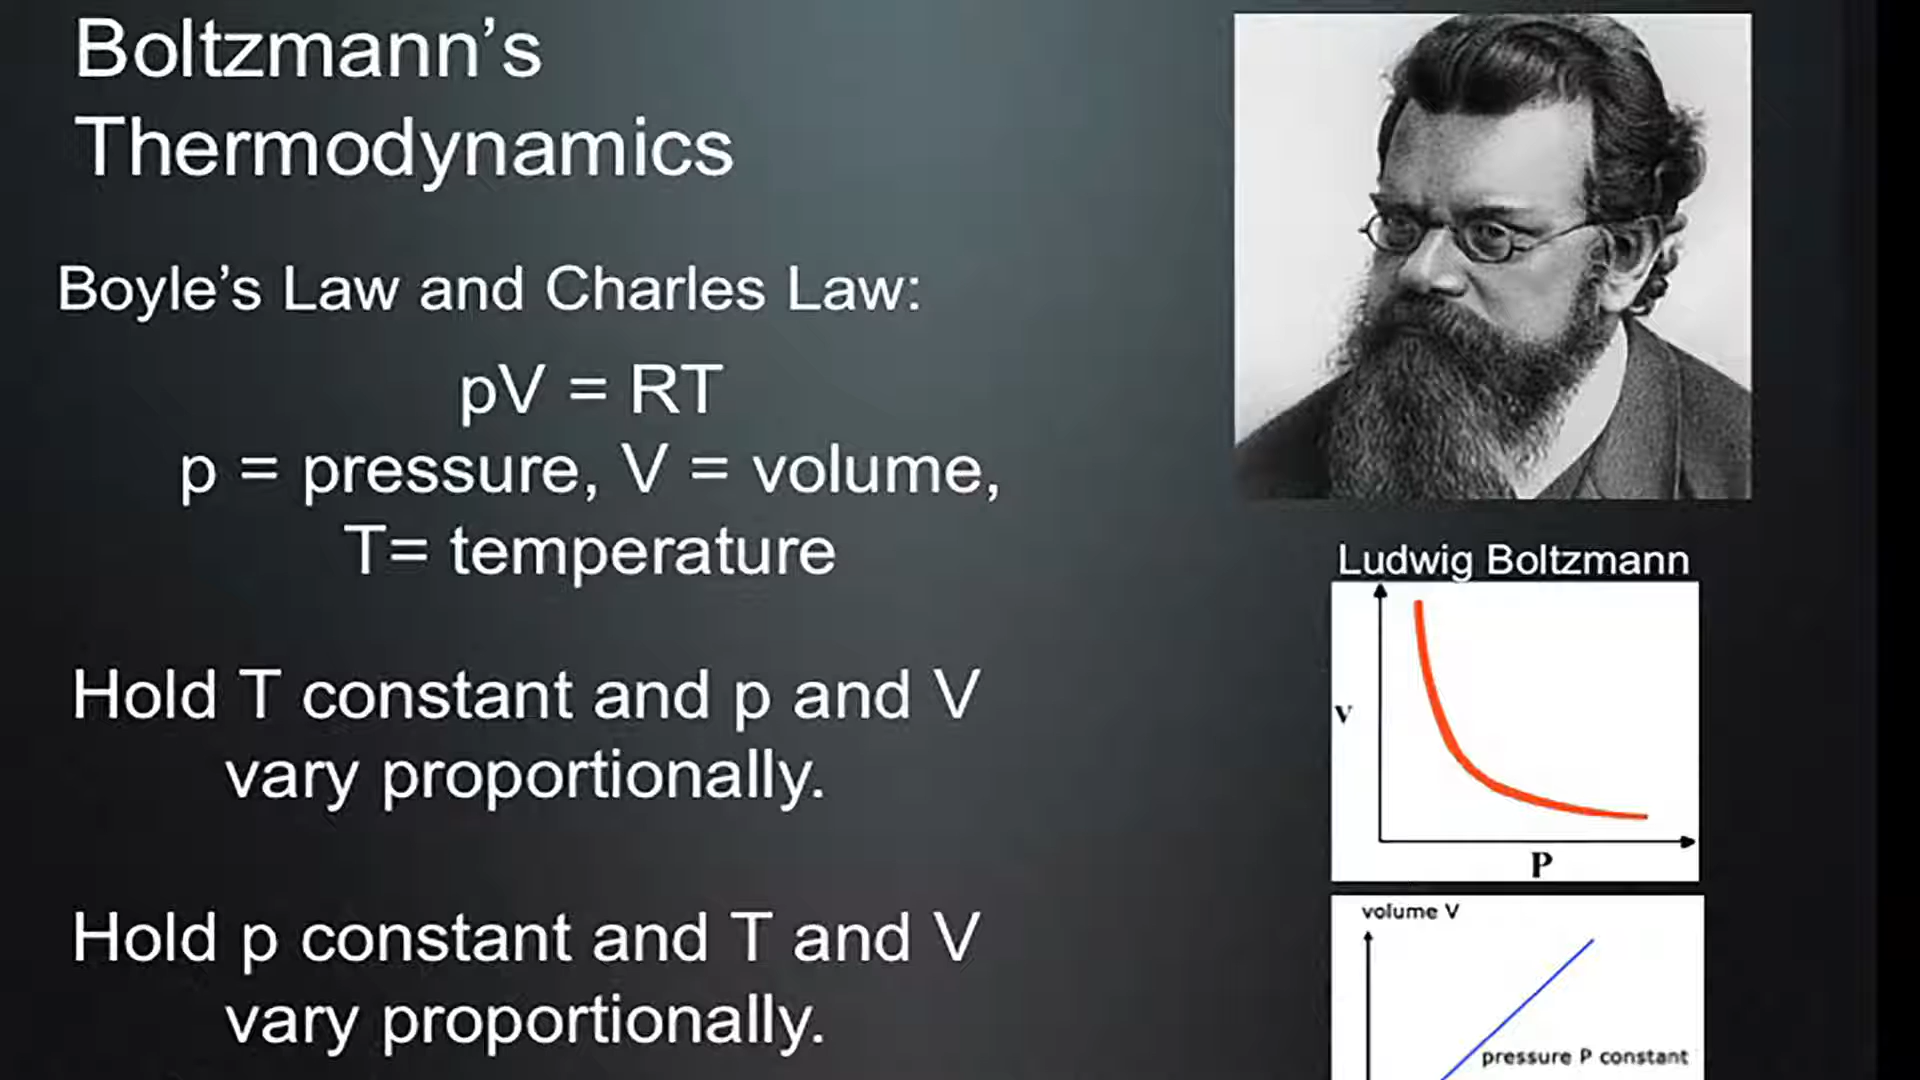 Boltzmann’s
Thermodynamics
Boyle’s Law and Charles Law:
pV = RT
p = pressure, V = volume,
T= temperature
Hold T constant and p and V
vary proportionally.
Hold p constant and T and V
vary proportionally.
Ludwig Boltzmann
V
P
volume V
pressure P constant